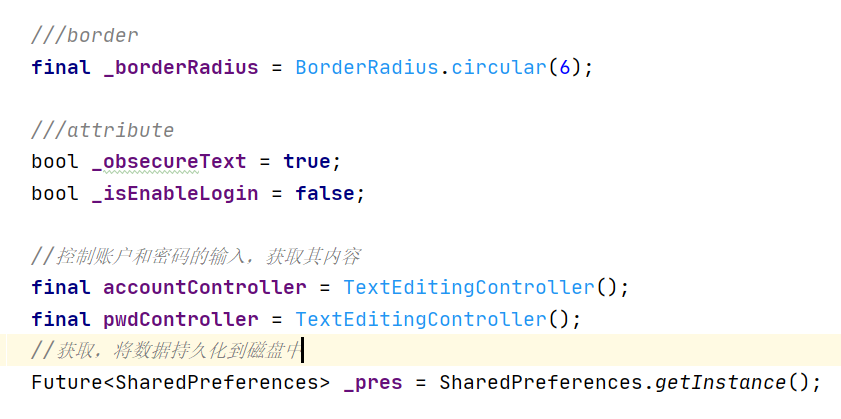 ///border
final _borderRadius = BorderRadius.circular(6);
///attribute
bool _obsecureText = true;
bool _isEnableLogin = false;
//控制账户和密码的输入，获取其内容
final accountController = TextEditingController();
final pwdController = TextEditingController();
//获取，将数据持久化到磁盘中
Future<SharedPreferences> _pres = SharedPreferences.getInstance();